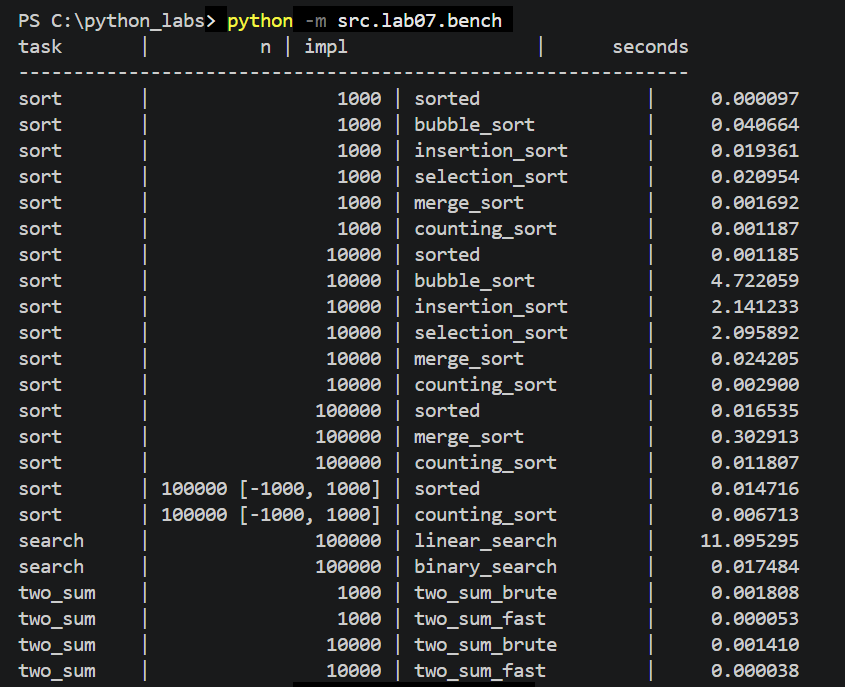 PS C:\python_labs> python -m src.lab07.bench
task       |          n | impl                 |      seconds
-------------------------------------------------------------
sort       |                 1000 | sorted               |     0.000097
sort       |                 1000 | bubble_sort          |     0.040664
sort       |                 1000 | insertion_sort       |     0.019361
sort       |                 1000 | selection_sort       |     0.020954
sort       |                 1000 | merge_sort           |     0.001692
sort       |                 1000 | counting_sort        |     0.001187
sort       |                10000 | sorted               |     0.001185
sort       |                10000 | bubble_sort          |     4.722059
sort       |                10000 | insertion_sort       |     2.141233
sort       |                10000 | selection_sort       |     2.095892
sort       |                10000 | merge_sort           |     0.024205
sort       |                10000 | counting_sort        |     0.002900
sort       |               100000 | sorted               |     0.016535
sort       |               100000 | merge_sort           |     0.302913
sort       |               100000 | counting_sort        |     0.011807
sort       | 100000 [-1000, 1000] | sorted               |     0.014716
sort       | 100000 [-1000, 1000] | counting_sort        |     0.006713
search     |               100000 | linear_search        |    11.095295
search     |               100000 | binary_search        |     0.017484
two_sum    |                 1000 | two_sum_brute        |     0.001808
two_sum    |                 1000 | two_sum_fast         |     0.000053
two_sum    |                10000 | two_sum_brute        |     0.001410
two_sum    |                10000 | two_sum_fast         |     0.000038